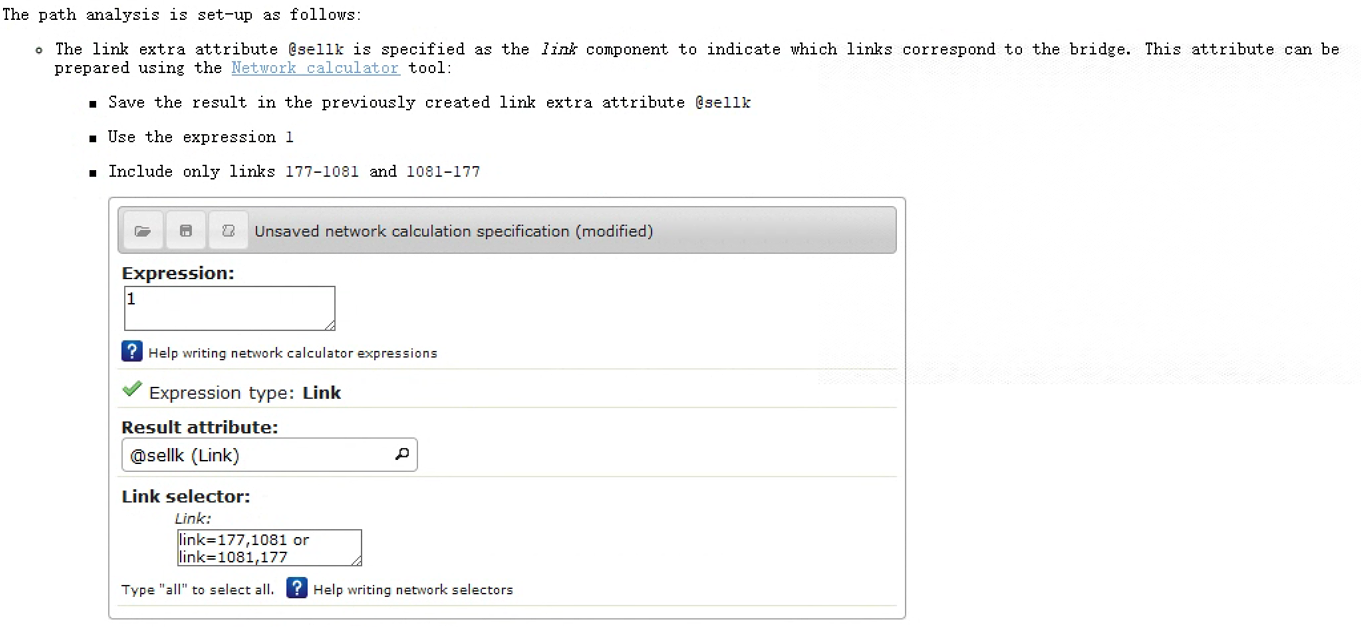 The path analysis is set-up as follows:
The link extra attribute @sellk is specified as the link component to indicate which links correspond to the bridge. This attribute can be
prepared using the Network calculator tool:
Save the result in the previously created link extra attribute @sellk
Use the expression 1
Include only links 177-1081 and 1081-177
Unsaved network calculation specification (modified)
Expression:
1
? Help writing network calculator expressions
Expression type: Link
Result attribute:
@sellk (Link)
Link selector:
Link:
link=177,1081 or
link=1081,177
Type "all" to select all. ? Help writing network selectors